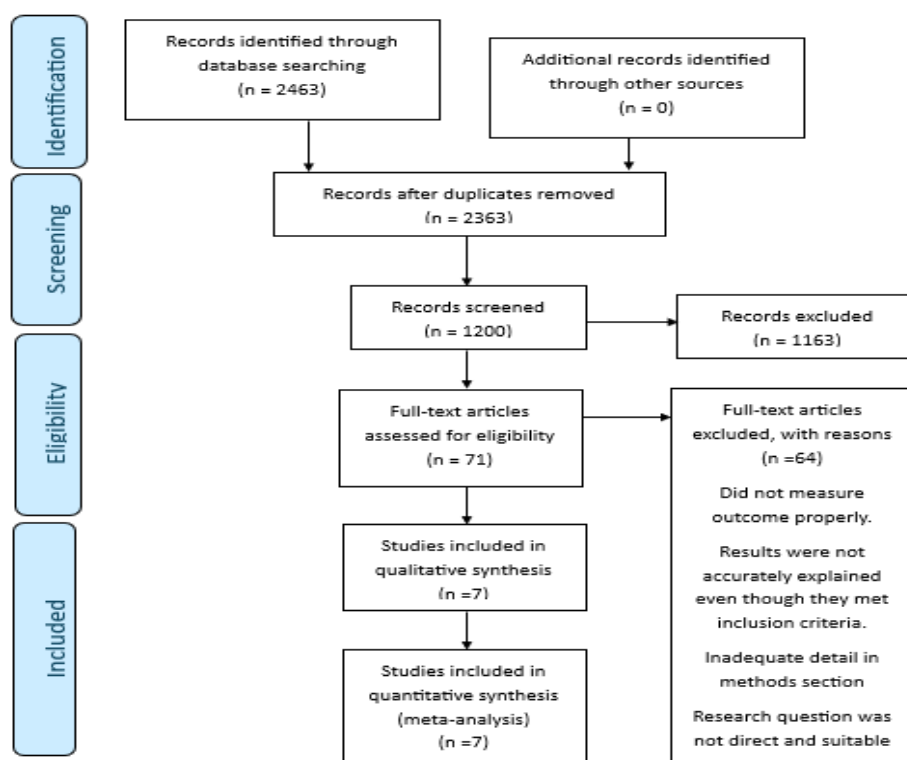 Identification
Records identified through
database searching
(n = 2463)
Additional records identified
through other sources
(n = 0)
Screening
Records after duplicates removed
(n = 2363)
Records screened
(n = 1200)
Records excluded
(n = 1163)
Eligibility
Full-text articles
assessed for eligibility
(n = 71)
Full-text articles
excluded, with reasons
(n =64)
Did not measure
outcome properly.
Results were not
accurately explained
even though they met
inclusion criteria.
Inadequate detail in
methods section
Research question was
not direct and suitable
Included
Studies included in
qualitative synthesis
(n =7)
Studies included in
quantitative synthesis
(meta-analysis)
(n =7)